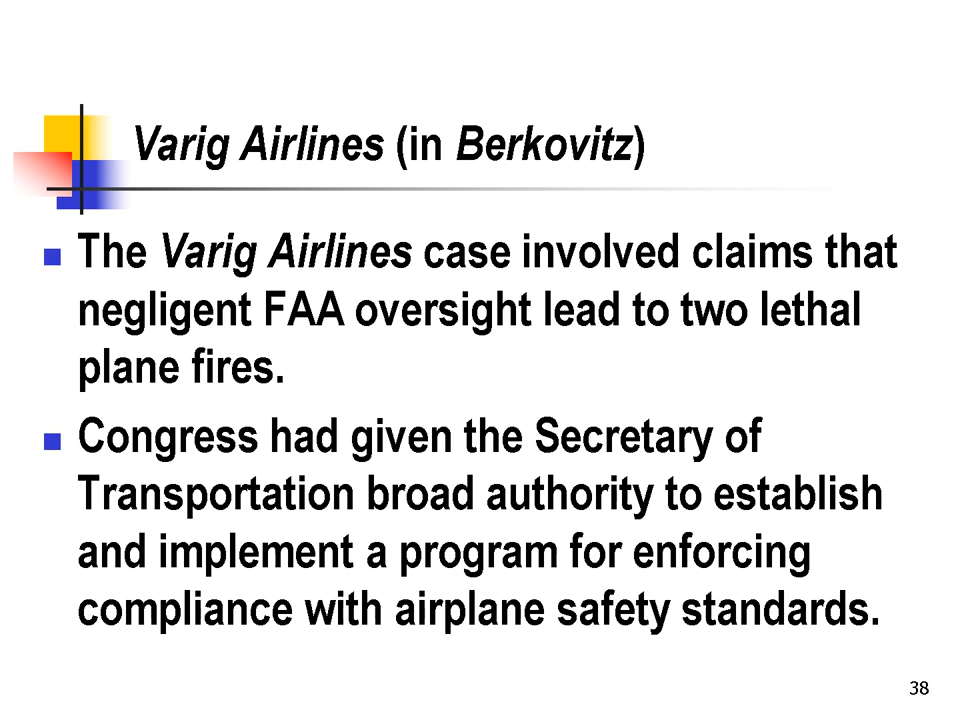 Varig Airlines (in Berkovitz)
The Varig Airlines case involved claims that
negligent FAA oversight lead to two lethal
plane fires.
Congress had given the Secretary of
Transportation broad authority to establish
and implement a program for enforcing
compliance with airplane safety standards.
38